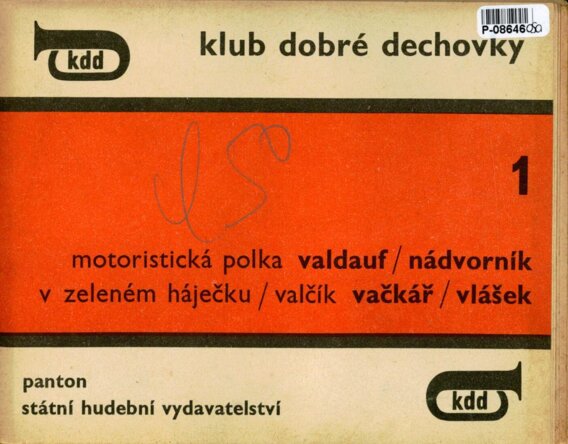 kdd
klub dobré dechovky
P-08646
1
motoristická polka valdauf / nádvorník
v zeleném háječku / valčík vačkář / vlášek
panton
státní hudební vydavatelství
kdd